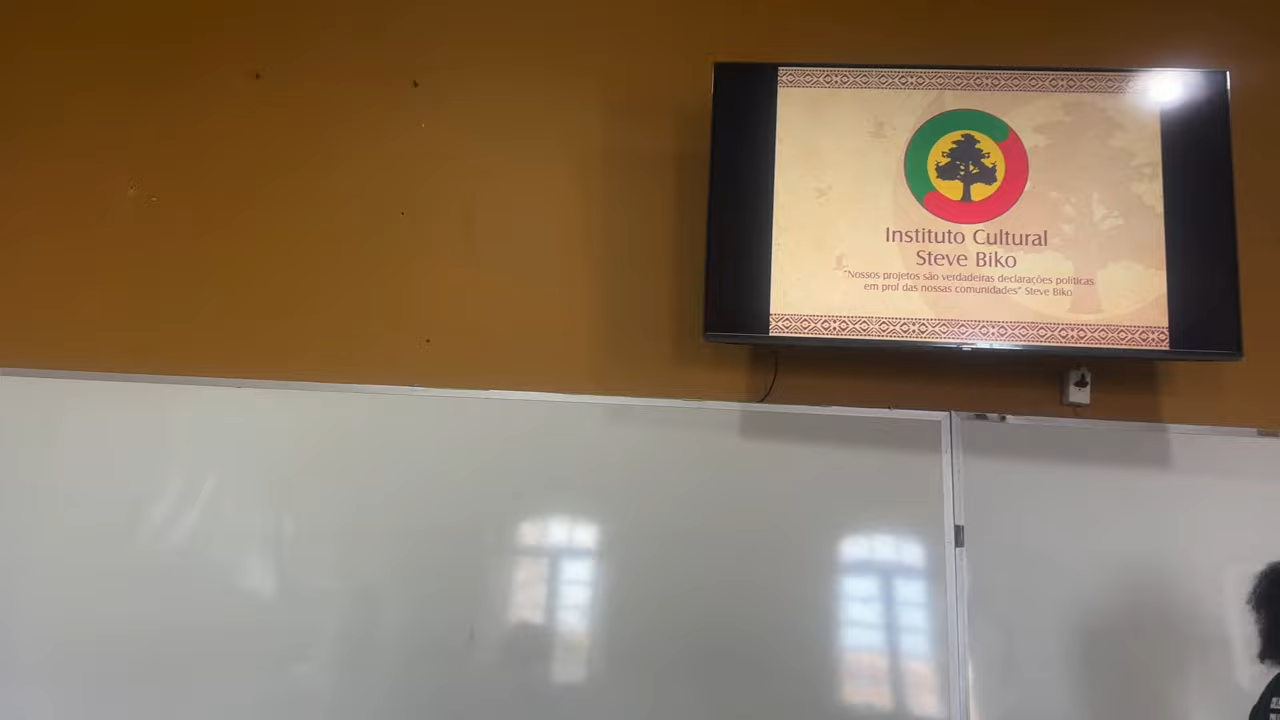 Instituto Cultural
Steve Biko
"Nossos projetos são verdadeiras declarações políticas
em prol das nossas comunidades" Steve Biko